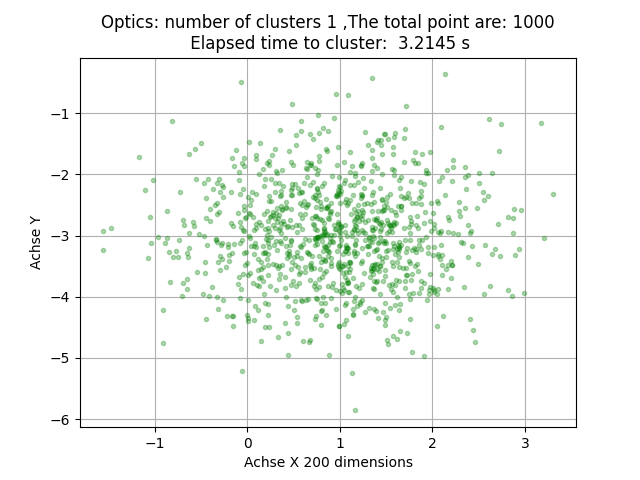 Optics: number of clusters 1 ,The total point are: 1000
Elapsed time to cluster:  3.2145 s
−1
−2
−3
−4
−5
−6
Achse Y
−1 0 1 2 3
Achse X 200 dimensions